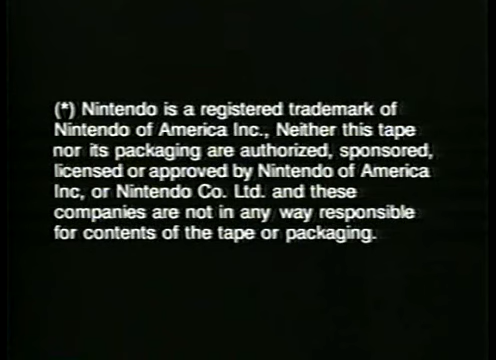 (*) Nintendo is a registered trademark of
Nintendo of America Inc., Neither this tape
nor its packaging are authorized, sponsored,
licensed or approved by Nintendo of America
Inc, or Nintendo Co. Ltd. and these
companies are not in any way responsible
for contents of the tape or packaging.